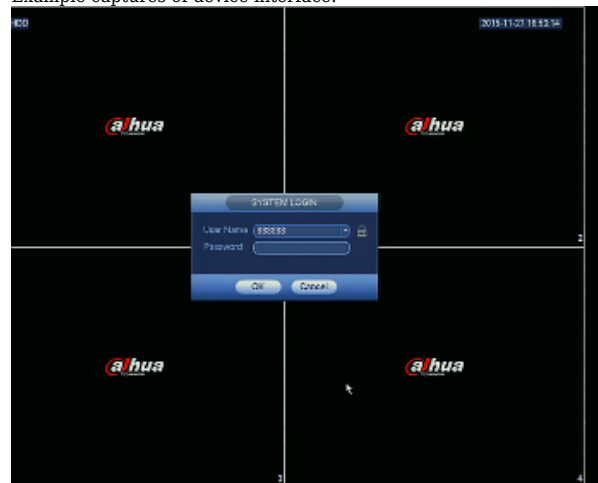 Example captures of device interface:
HDD
2015-11-27 15:53:14
alhua
alhua
SYSTEM LOGIN
User Name 888888
Password
OK Cancel
2
alhua
alhua
3
4